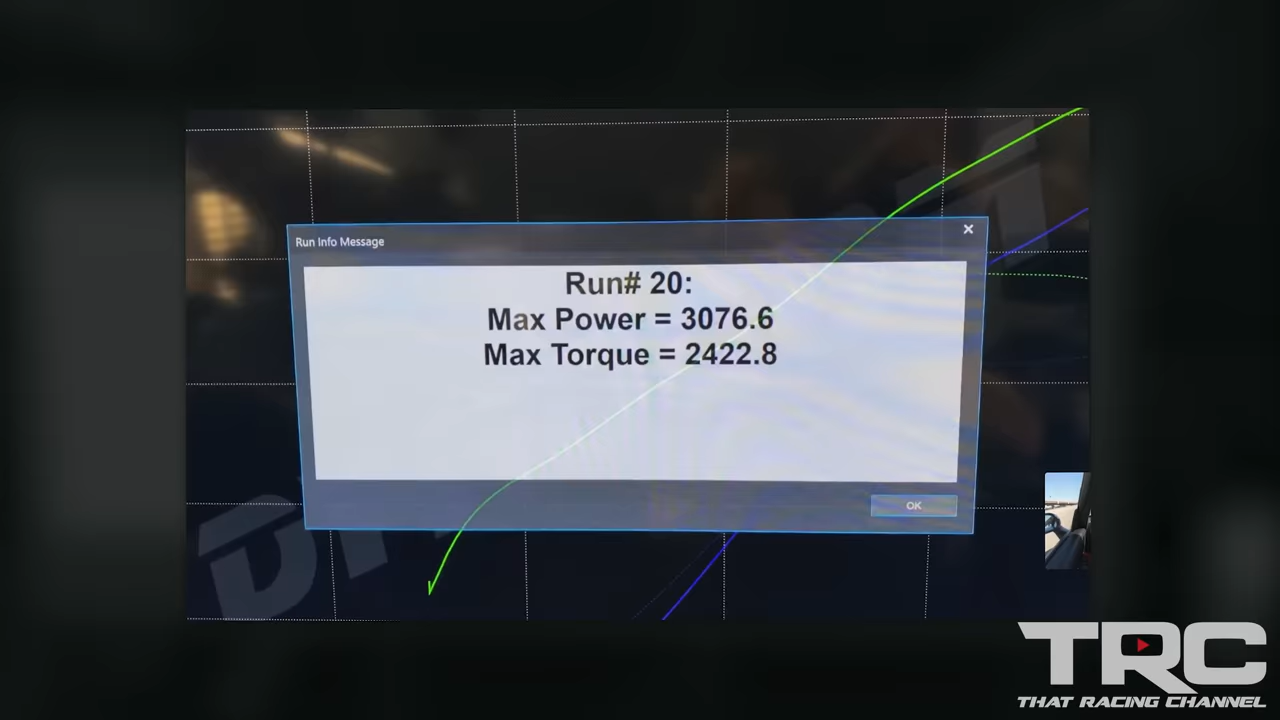 Run Info Message
Run# 20:
Max Power = 3076.6
Max Torque = 2422.8
OK
TRC
THAT RACING CHANNEL